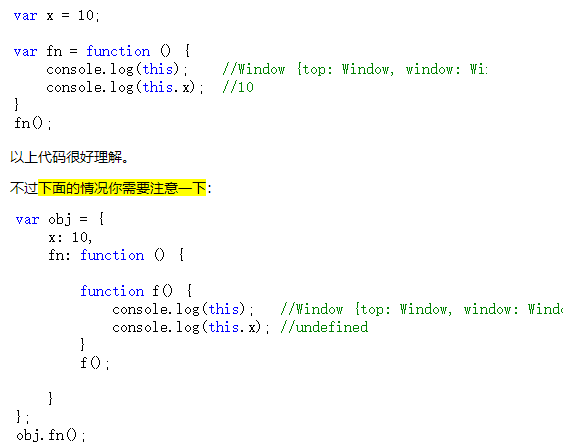 var x = 10;
var fn = function () {
console.log(this);    //Window {top: Window, window: Wi
console.log(this.x);  //10
}
fn();
以上代码很好理解。
不过下面的情况你需要注意一下:
var obj = {
x: 10,
fn: function () {
function f() {
console.log(this);   //Window {top: Window, window: Windo
console.log(this.x); //undefined
}
f();
}
};
obj.fn();